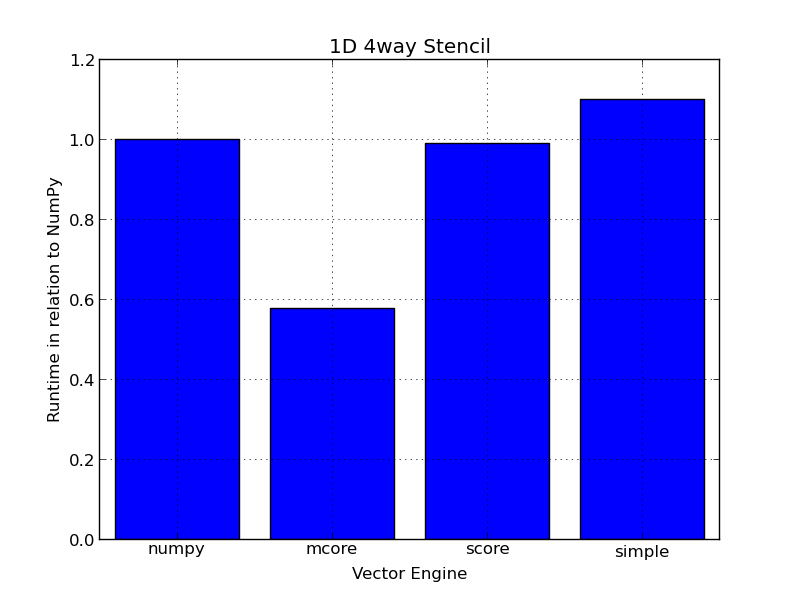 1D 4way Stencil
1.2
1.0
0.8
0.6
0.4
0.2
0.0
Runtime in relation to NumPy
numpy mcore score simple
Vector Engine